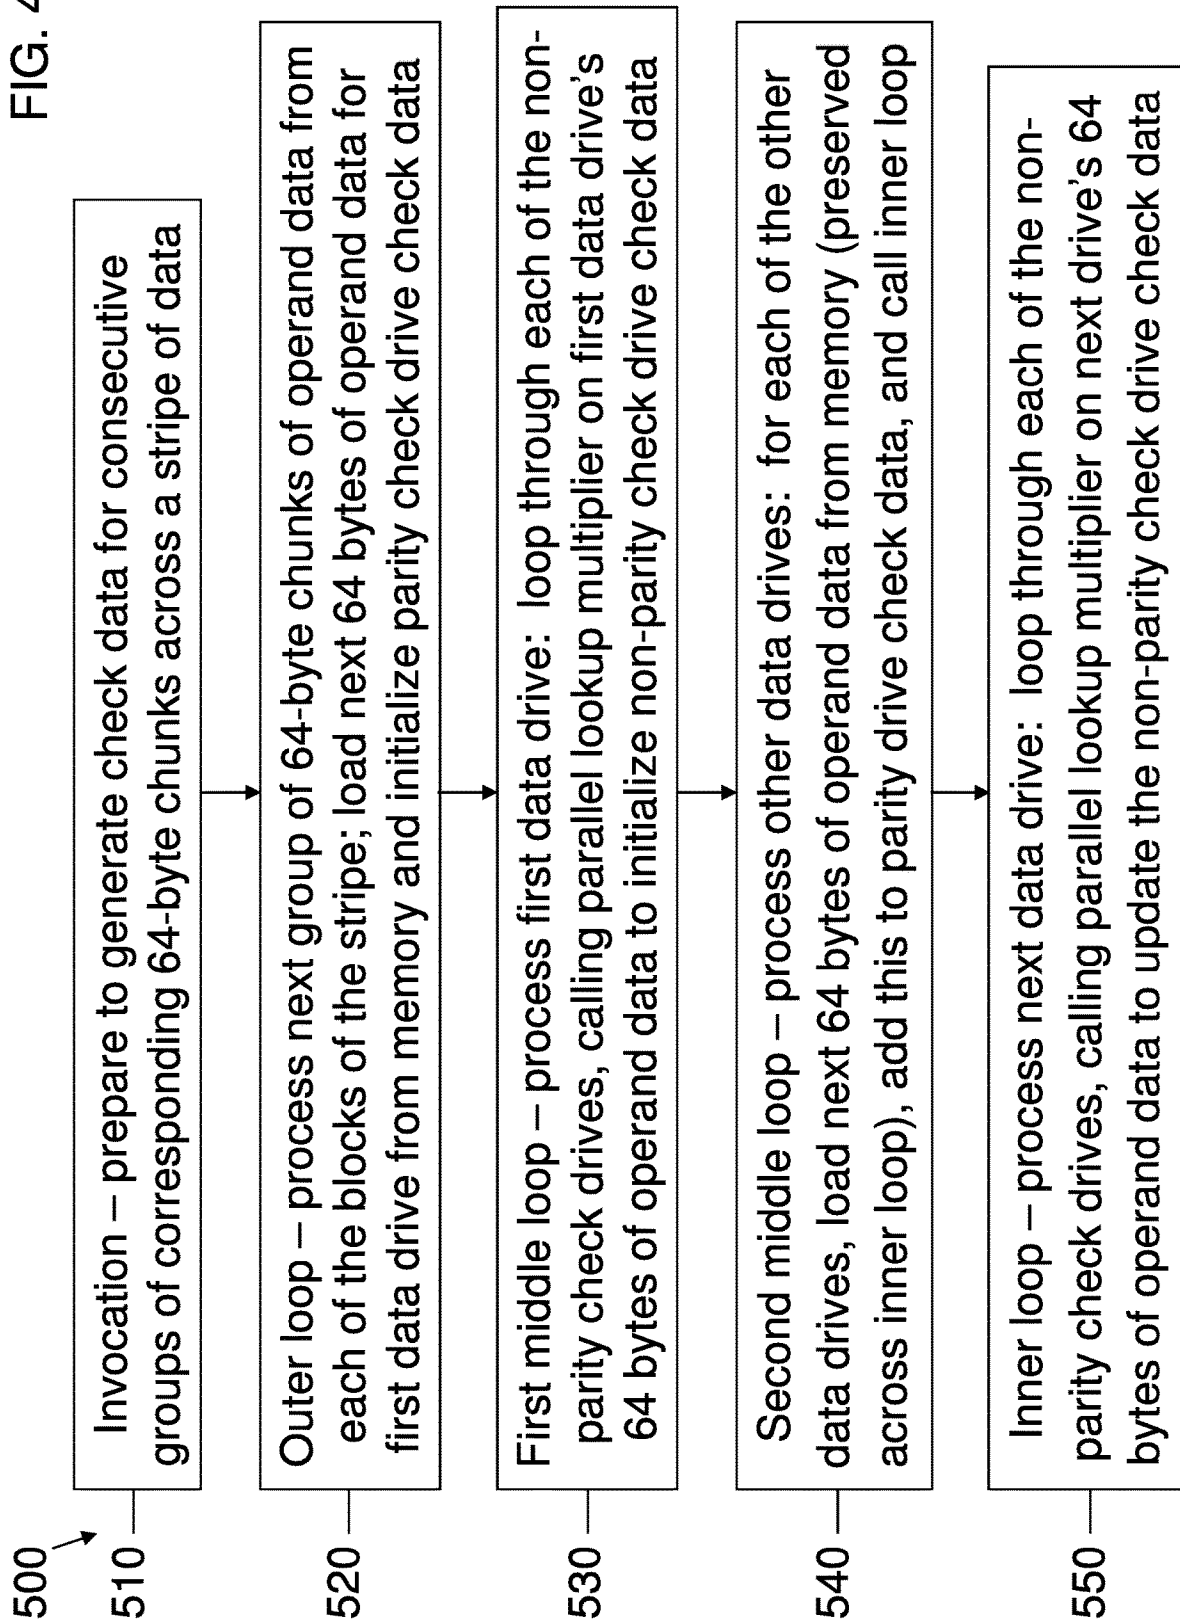 FIG. 4
500
510
Invocation – prepare to generate check data for consecutive
groups of corresponding 64-byte chunks across a stripe of data
520
Outer loop – process next group of 64-byte chunks of operand data from
each of the blocks of the stripe; load next 64 bytes of operand data for
first data drive from memory and initialize parity check drive check data
530
First middle loop – process first data drive: loop through each of the non-
parity check drives, calling parallel lookup multiplier on first data drive's
64 bytes of operand data to initialize non-parity check drive check data
540
Second middle loop – process other data drives: for each of the other
data drives, load next 64 bytes of operand data from memory (preserved
across inner loop), add this to parity drive check data, and call inner loop
550
Inner loop – process next data drive: loop through each of the non-
parity check drives, calling parallel lookup multiplier on next drive's 64
bytes of operand data to update the non-parity check drive check data